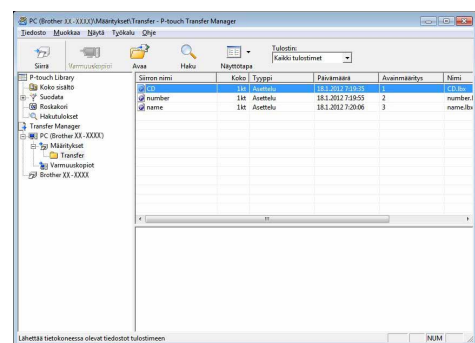 PC (Brother XX-XXXX)\Määritykset\Transfer - P-touch Transfer Manager
Tiedosto Muokkaa Näytä Työkalu Ohje
Siirrä Varmuuskopioi Avaa Haku Näyttötapa
Tulostin:
Kaikki tulostimet
P-touch Library
Koko sisältö
Suodata
Roskakori
Hakutulokset
Transfer Manager
PC (Brother XX-XXXX)
Määritykset
Transfer
Varmuuskopiot
Brother XX-XXXX
Siirron nimi Koko Tyyppi Päivämäärä Avainmääritys Nimi
CD 1kt Asettelu 18.1.2012 7:19:35 1 CD.lbx
number 1kt Asettelu 18.1.2012 7:19:55 2 number.l
name 1kt Asettelu 18.1.2012 7:20:06 3 name.lbx
Lähettää tietokoneessa olevat tiedostot tulostimeen NUM